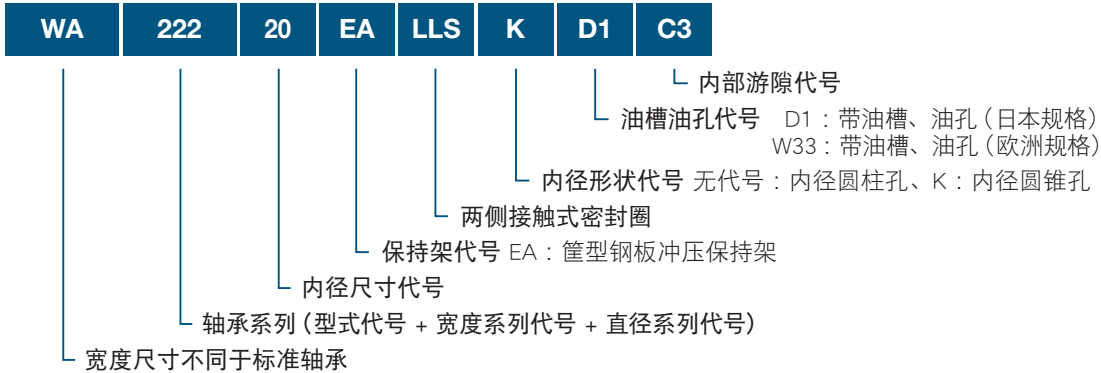 WA 222 20 EA LLS K D1 C3
内部游隙代号
油槽油孔代号 D1：带油槽、油孔（日本规格）
W33：带油槽、油孔（欧洲规格）
内径形状代号 无代号：内径圆柱孔、K：内径圆锥孔
两侧接触式密封圈
保持架代号 EA：筐型钢板冲压保持架
内径尺寸代号
轴承系列（型式代号 + 宽度系列代号 + 直径系列代号）
宽度尺寸不同于标准轴承